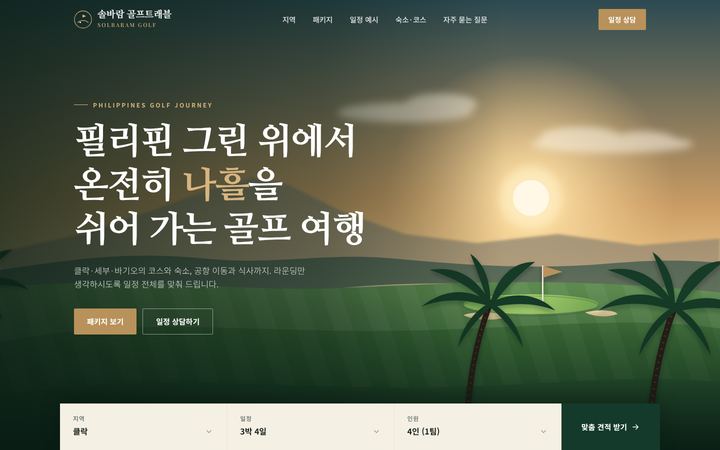 솔바람 골프트래블
SOLBARAM GOLF
지역 패키지 일정 예시 숙소·코스 자주 묻는 질문
일정 상담
PHILIPPINES GOLF JOURNEY
필리핀 그린 위에서
온전히 나흘을
쉬어 가는 골프 여행
클락·세부·바기오의 코스와 숙소, 공항 이동과 식사까지. 라운딩만
생각하시도록 일정 전체를 맞춰 드립니다.
패키지 보기
일정 상담하기
지역
클락
일정
3박 4일
인원
4인 (1팀)
맞춤 견적 받기 →